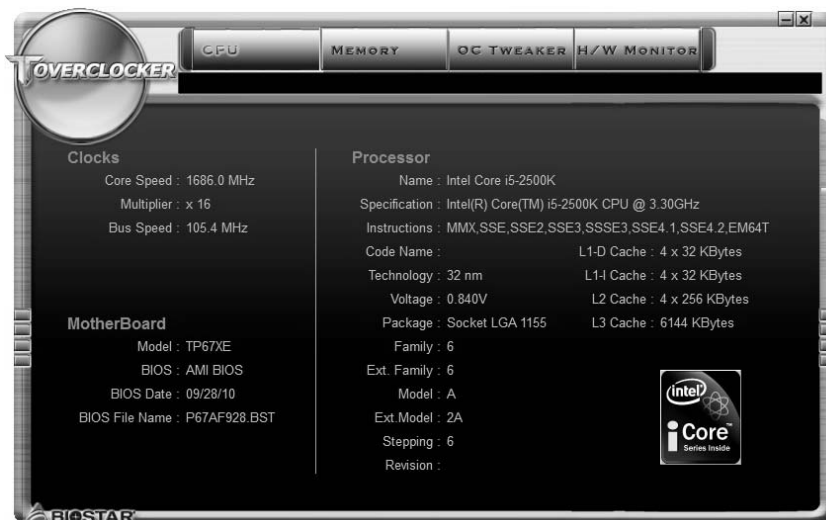 CPU
MEMORY
OC TWEAKER
H/W MONITOR
TOVERCLOCKER
Clocks
Core Speed : 1686.0 MHz
Multiplier : x 16
Bus Speed : 105.4 MHz
MotherBoard
Model : TP67XE
BIOS : AMI BIOS
BIOS Date : 09/28/10
BIOS File Name : P67AF928.BST
Processor
Name : Intel Core i5-2500K
Specification : Intel(R) Core(TM) i5-2500K CPU @ 3.30GHz
Instructions : MMX,SSE,SSE2,SSE3,SSSE3,SSE4.1,SSE4.2,EM64T
Code Name : L1-D Cache : 4 x 32 KBytes
Technology : 32 nm L1-I Cache : 4 x 32 KBytes
Voltage : 0.840V L2 Cache : 4 x 256 KBytes
Package : Socket LGA 1155 L3 Cache : 6144 KBytes
Family : 6
Ext. Family : 6
Model : A
Ext.Model : 2A
Stepping : 6
Revision :
intel
Core™
Series Inside
BIOSTAR